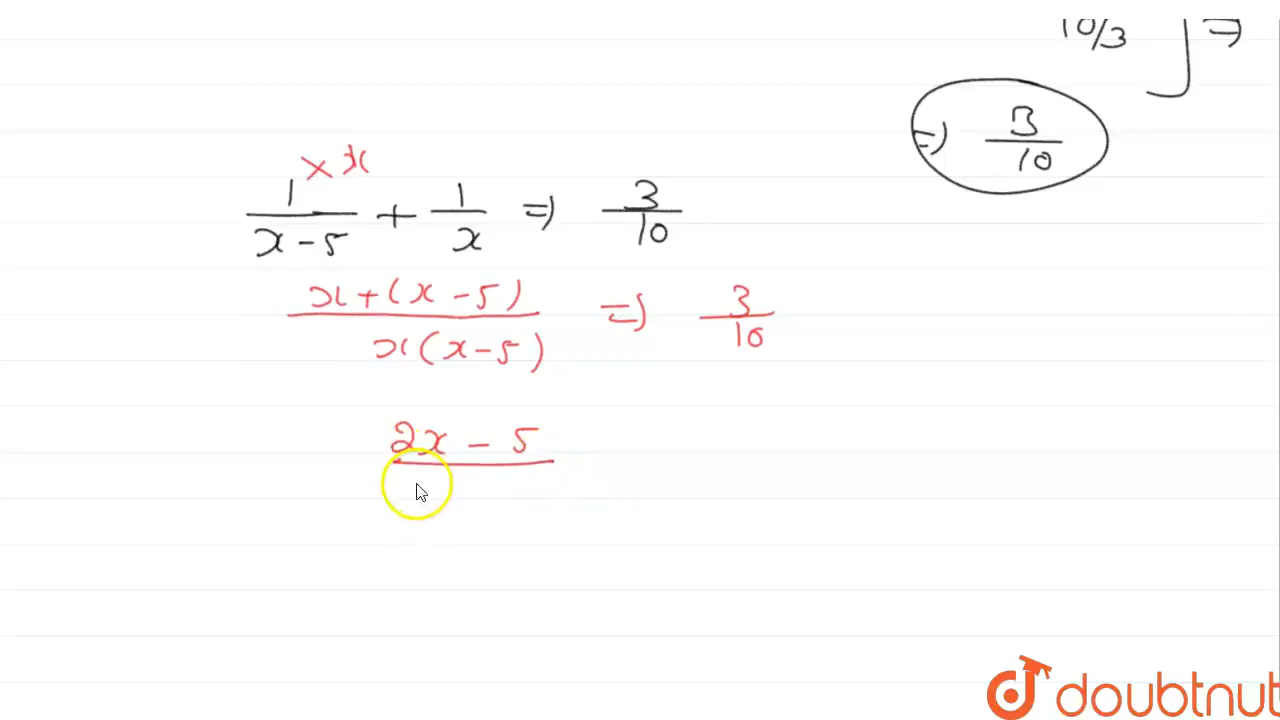 10/3 ] ⇒
⇒ 3/10
1×x/x-5 + 1/x ⇒ 3/10
x+(x-5)/x(x-5) ⇒ 3/10
2x-5
doubtnut